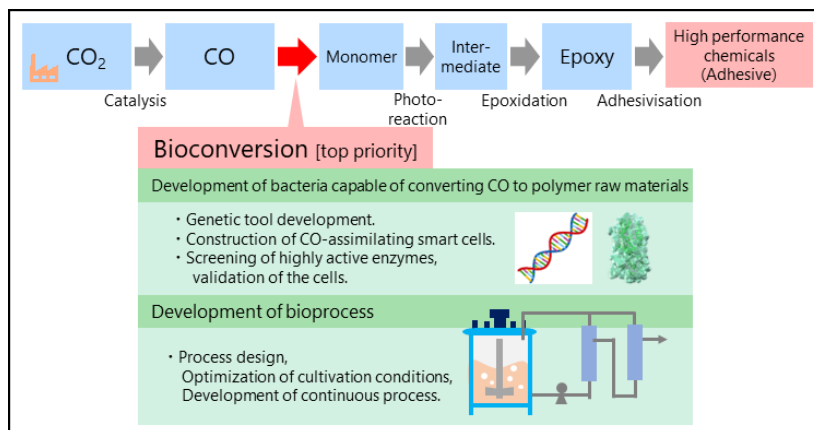 CO₂
CO
Monomer
Inter-
mediate
Epoxy
High performance
chemicals
(Adhesive)
Catalysis
Photo-
reaction
Epoxidation
Adhesivisation
Bioconversion [top priority]
Development of bacteria capable of converting CO to polymer raw materials
・Genetic tool development.
・Construction of CO-assimilating smart cells.
・Screening of highly active enzymes,
validation of the cells.
Development of bioprocess
・Process design,
Optimization of cultivation conditions,
Development of continuous process.